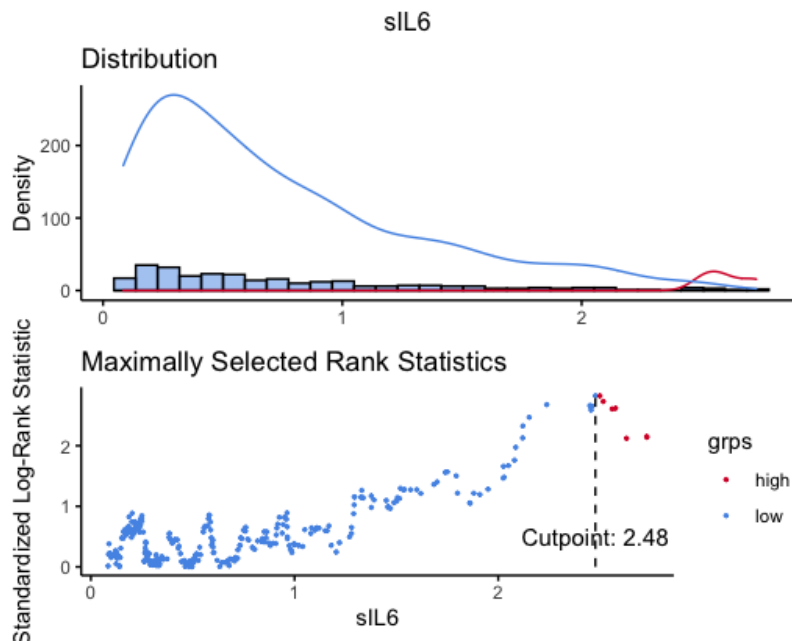 sIL6
Distribution
Density
200
100
0
0 1 2
Maximally Selected Rank Statistics
Standardized Log-Rank Statistic
2
1
0
Cutpoint: 2.48
0 1 2
sIL6
grps
high
low